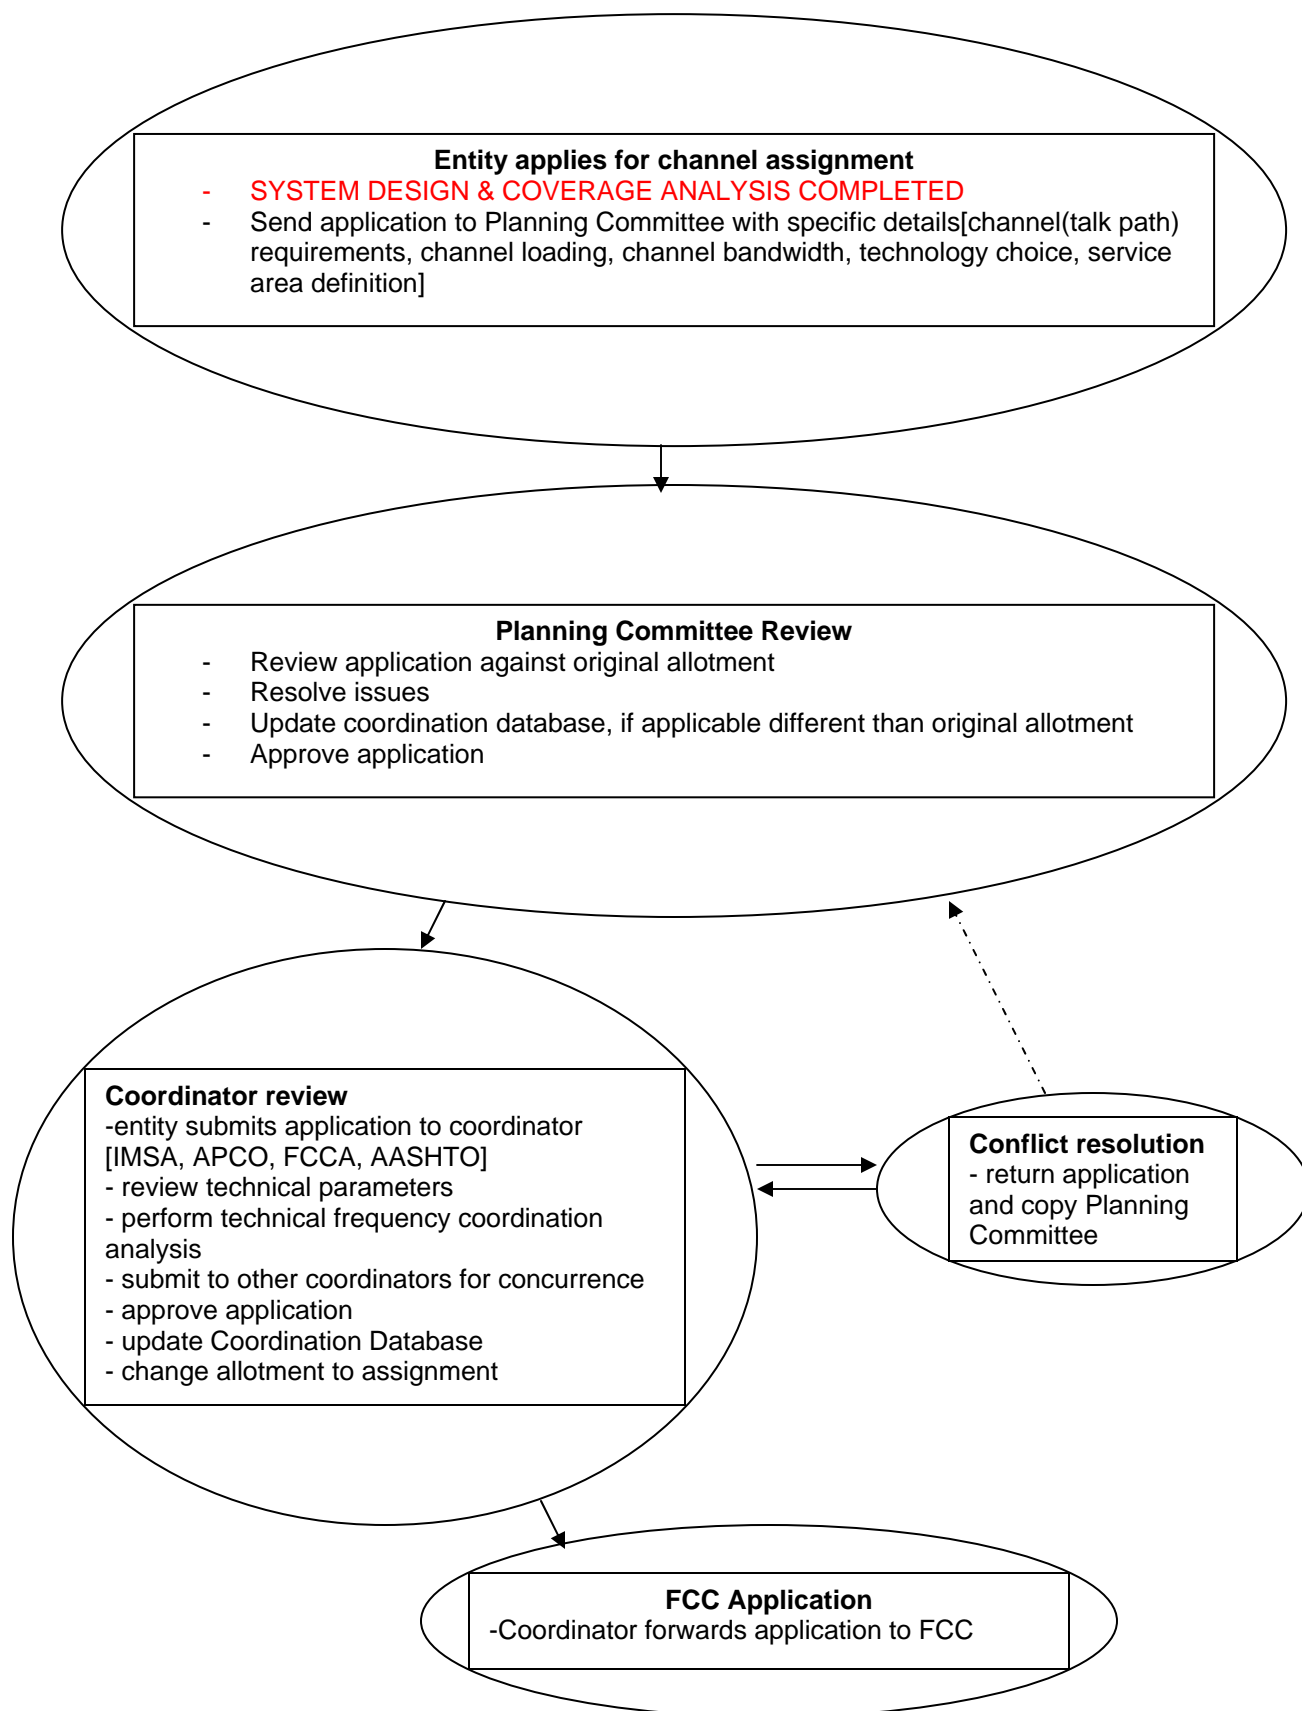 Entity applies for channel assignment
- SYSTEM DESIGN & COVERAGE ANALYSIS COMPLETED
- Send application to Planning Committee with specific details[channel(talk path)
requirements, channel loading, channel bandwidth, technology choice, service
area definition]
Planning Committee Review
- Review application against original allotment
- Resolve issues
- Update coordination database, if applicable different than original allotment
- Approve application
Coordinator review
-entity submits application to coordinator
[IMSA, APCO, FCCA, AASHTO]
- review technical parameters
- perform technical frequency coordination
analysis
- submit to other coordinators for concurrence
- approve application
- update Coordination Database
- change allotment to assignment
Conflict resolution
- return application
and copy Planning
Committee
FCC Application
-Coordinator forwards application to FCC